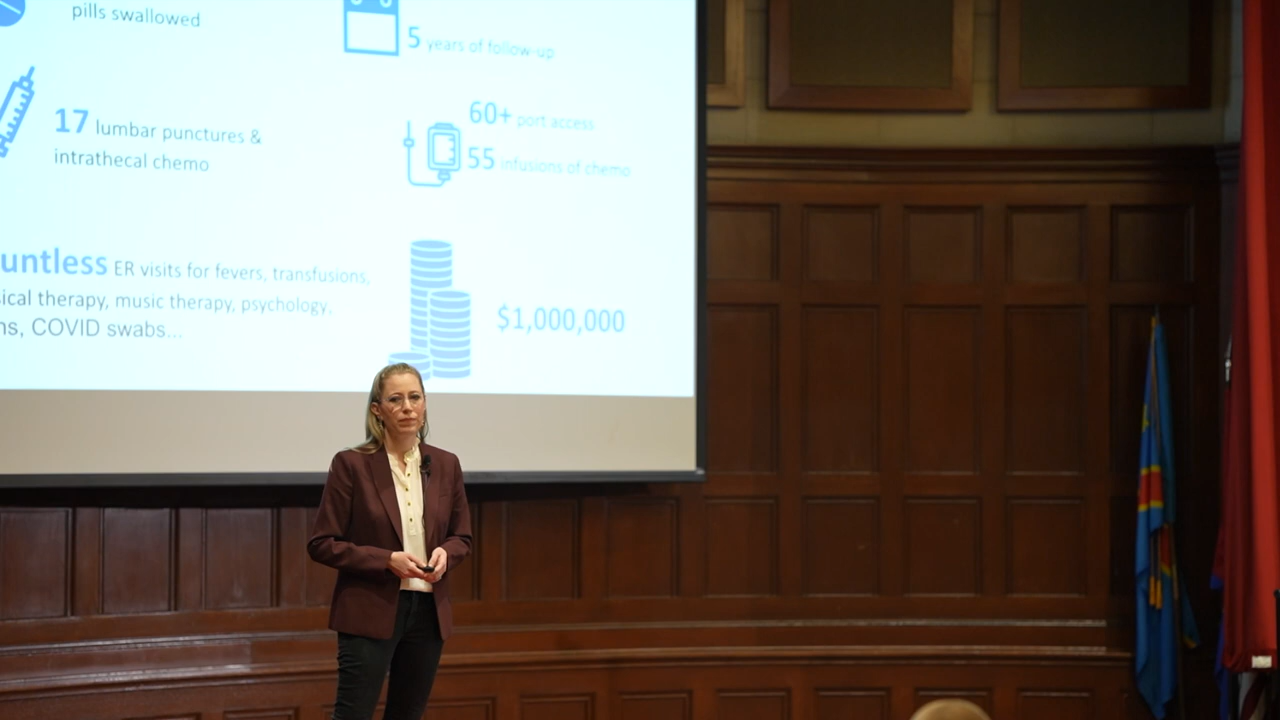 pills swallowed
5 years of follow-up
17 lumbar punctures &
intrathecal chemo
60+ port access
55 infusions of chemo
untless ER visits for fevers, transfusions,
sical therapy, music therapy, psychology,
ns, COVID swabs...
$1,000,000